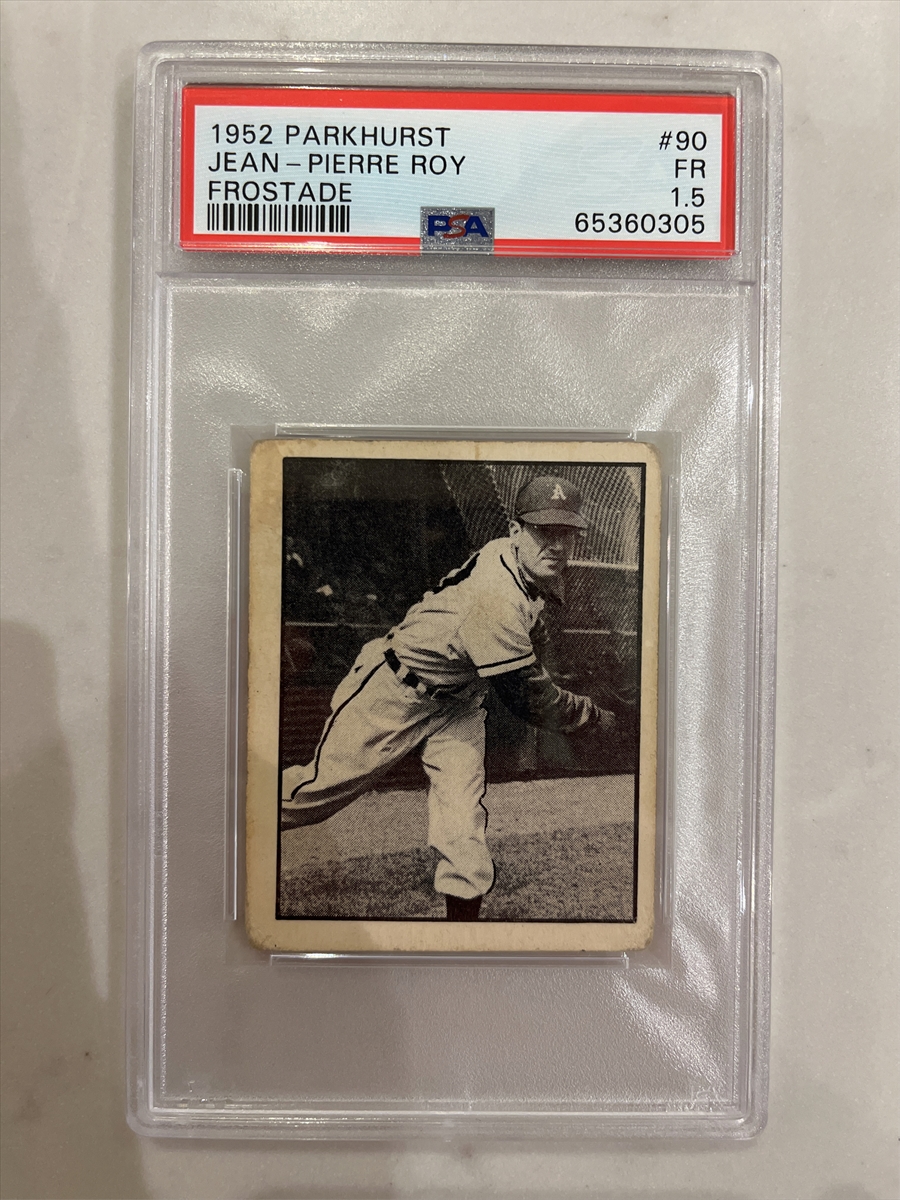 1952 PARKHURST #90
JEAN-PIERRE ROY FR
FROSTADE 1.5
PSA 65360305
A